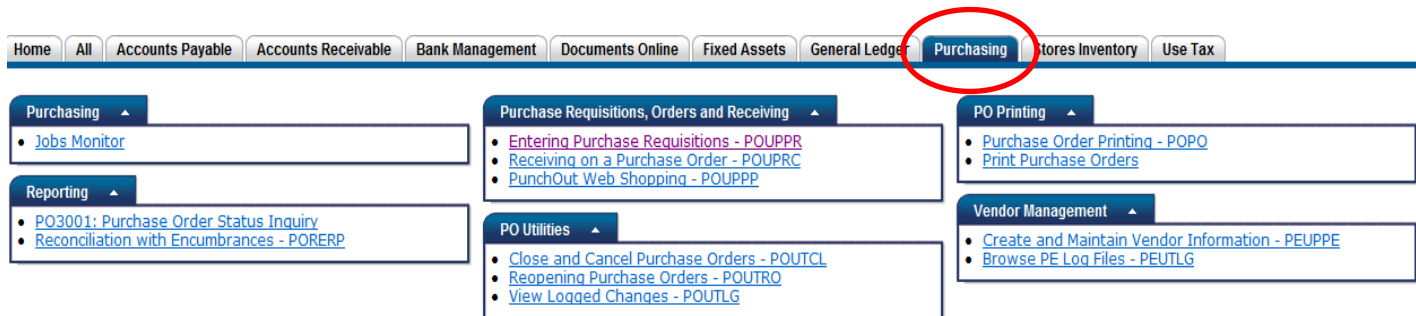 Home All Accounts Payable Accounts Receivable Bank Management Documents Online Fixed Assets General Ledger Purchasing Stores Inventory Use Tax
Purchasing
Jobs Monitor
Reporting
PO3001: Purchase Order Status Inquiry
Reconciliation with Encumbrances - PORERP
Purchase Requisitions, Orders and Receiving
Entering Purchase Requisitions - POUPPR
Receiving on a Purchase Order - POUPRC
PunchOut Web Shopping - POUPPP
PO Utilities
Close and Cancel Purchase Orders - POUTCL
Reopening Purchase Orders - POUTRO
View Logged Changes - POUTLG
PO Printing
Purchase Order Printing - POPO
Print Purchase Orders
Vendor Management
Create and Maintain Vendor Information - PEUPPE
Browse PE Log Files - PEUTLG